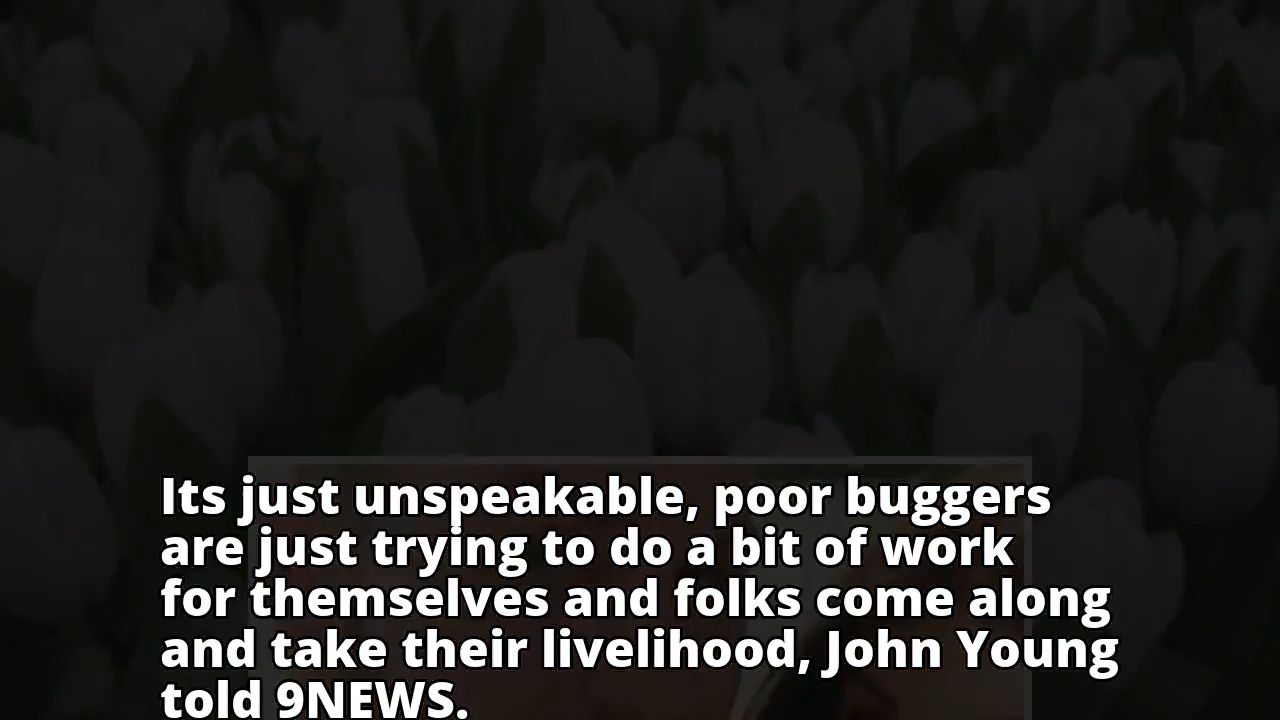 Its just unspeakable, poor buggers
are just trying to do a bit of work
for themselves and folks come along
and take their livelihood, John Young
told 9NEWS.